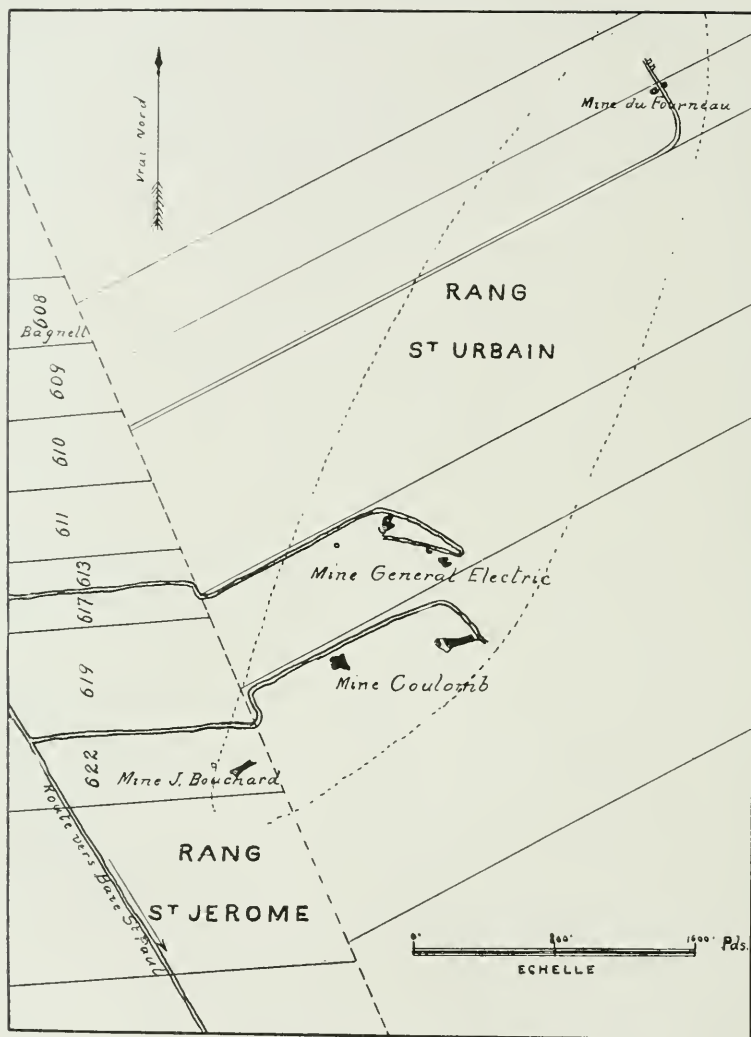 Vrai Nord
Mine du Fourneau
RANG
ST URBAIN
608
Bagnell
609
610
611
613
617
Mine General Electric
619
Mine Coulomb
622
Mine J. Bouchard
Route vers Baie St Paul
RANG
ST JEROME
0'
800'
1600' Pds.
ECHELLE